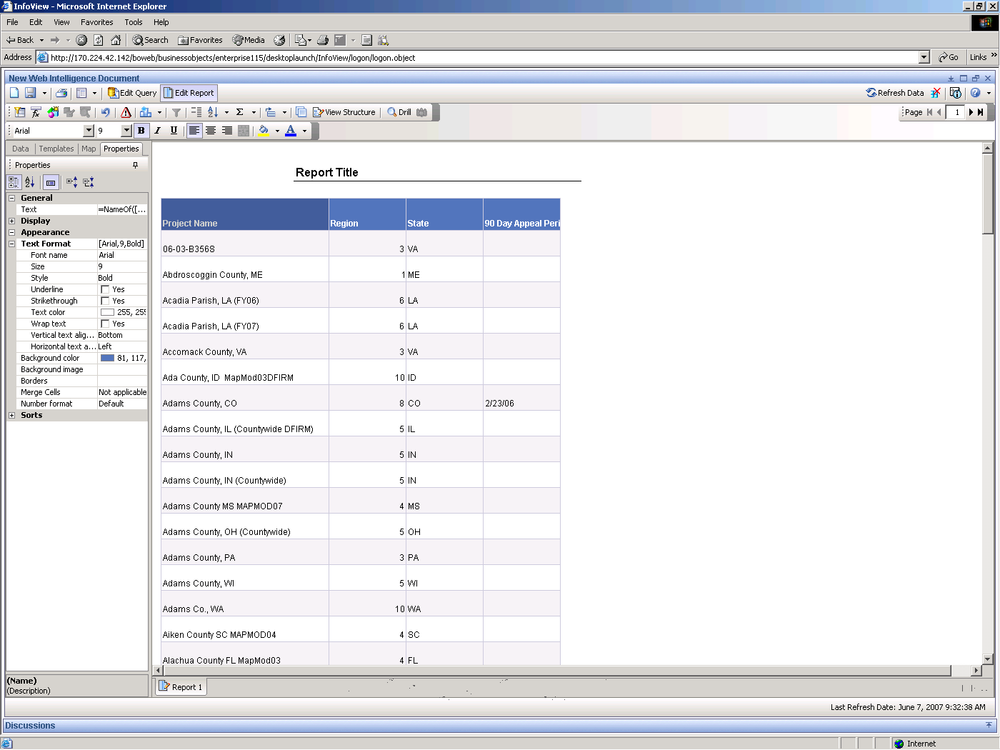 InfoView - Microsoft Internet Explorer
File Edit View Favorites Tools Help
Back Search Favorites Media
Address http://170.224.42.142/boweb/businessobjects/enterprise115/desktoplaunch/InfoView/logon/logon.object Go Links »
New Web Intelligence Document
Edit Query Edit Report Refresh Data
View Structure Drill Page 1
Arial 9 B I U A
Data Templates Map Properties
Properties
General
Text =NameOf([...
Display
Appearance
Text Format [Arial,9,Bold]
Font name Arial
Size 9
Style Bold
Underline Yes
Strikethrough Yes
Text color 255, 255
Wrap text Yes
Vertical text alig... Bottom
Horizontal text a... Left
Background color 81, 117,
Background image
Borders
Merge Cells Not applicable
Number format Default
Sorts
(Name)
(Description)
Report Title
Project Name Region State 90 Day Appeal Peri
06-03-B356S 3 VA
Abdroscoggin County, ME 1 ME
Acadia Parish, LA (FY06) 6 LA
Acadia Parish, LA (FY07) 6 LA
Accomack County, VA 3 VA
Ada County, ID  MapMod03DFIRM 10 ID
Adams County, CO 8 CO 2/23/06
Adams County, IL (Countywide DFIRM) 5 IL
Adams County, IN 5 IN
Adams County, IN (Countywide) 5 IN
Adams County MS MAPMOD07 4 MS
Adams County, OH (Countywide) 5 OH
Adams County, PA 3 PA
Adams County, WI 5 WI
Adams Co., WA 10 WA
Aiken County SC MAPMOD04 4 SC
Alachua County FL MapMod03 4 FL
Report 1
Last Refresh Date: June 7, 2007 9:32:38 AM
Discussions
Internet